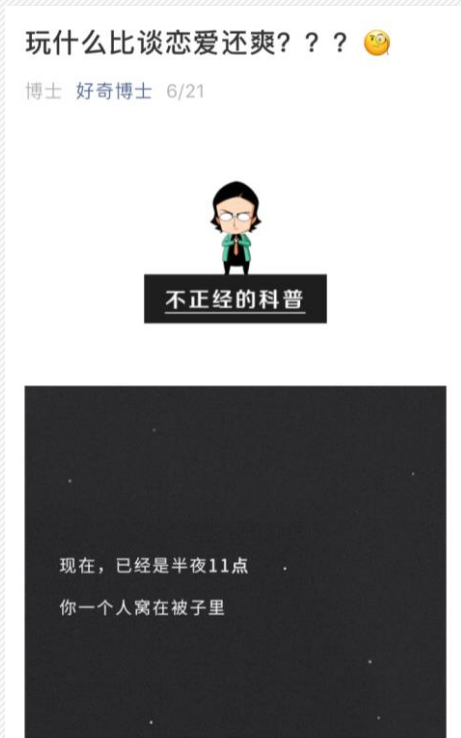 玩什么比谈恋爱还爽？？？🧐
博士 好奇博士 6/21
不正经的科普
现在，已经是半夜11点
你一个人窝在被子里